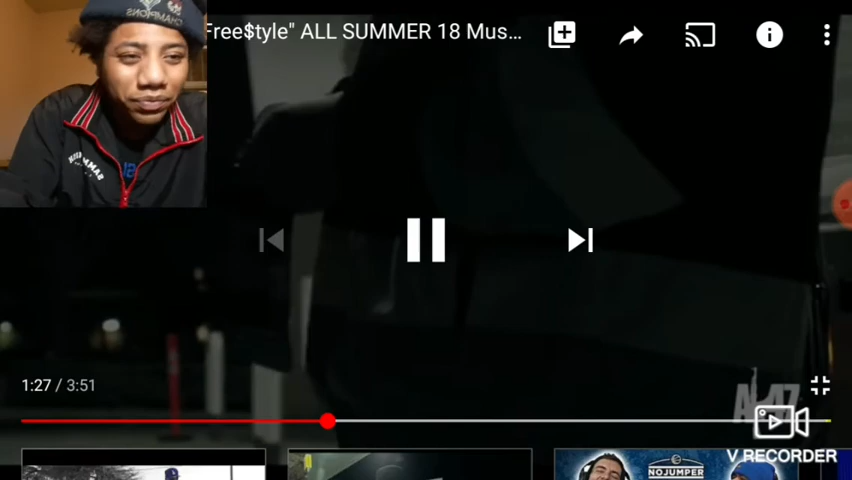 CHAMPIONS
Free$tyle" ALL SUMMER 18 Mus...
1:27 / 3:51
V RECORDER
NOJUMPER